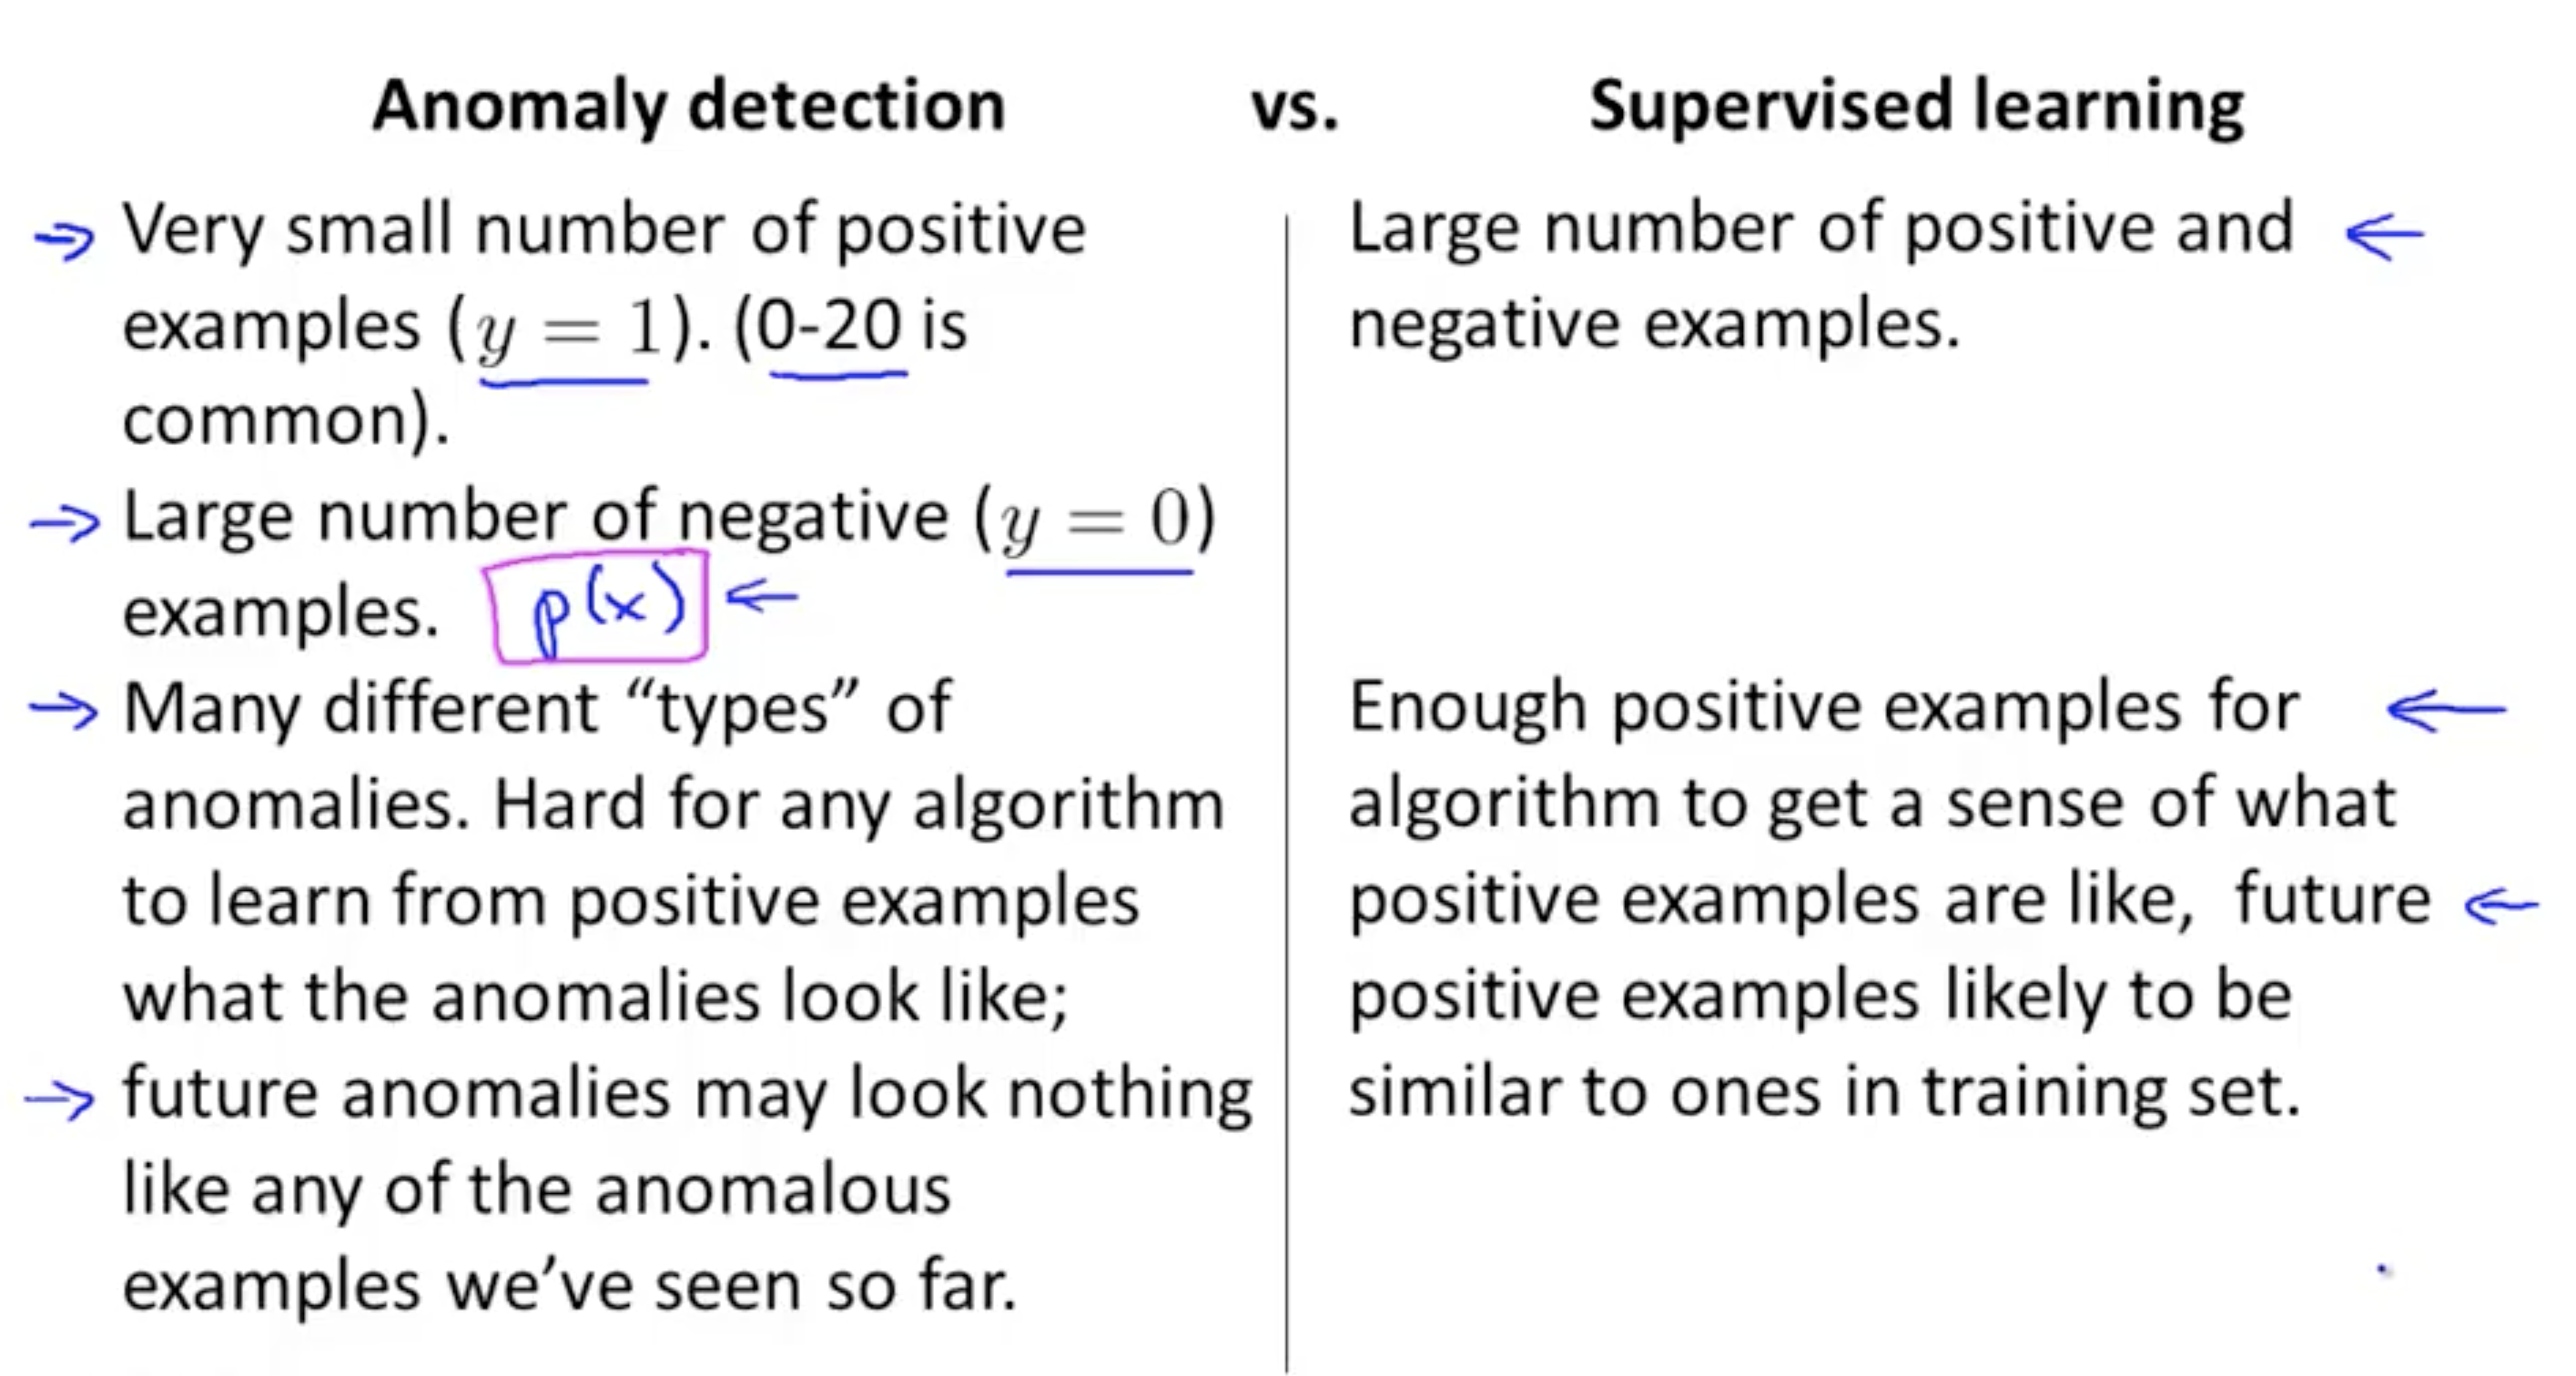 Anomaly detection vs. Supervised learning
Very small number of positive
examples (y = 1). (0-20 is
common).
Large number of negative (y = 0)
examples. p(x)
Many different “types” of
anomalies. Hard for any algorithm
to learn from positive examples
what the anomalies look like;
future anomalies may look nothing
like any of the anomalous
examples we’ve seen so far.
Large number of positive and
negative examples.
Enough positive examples for
algorithm to get a sense of what
positive examples are like, future
positive examples likely to be
similar to ones in training set.